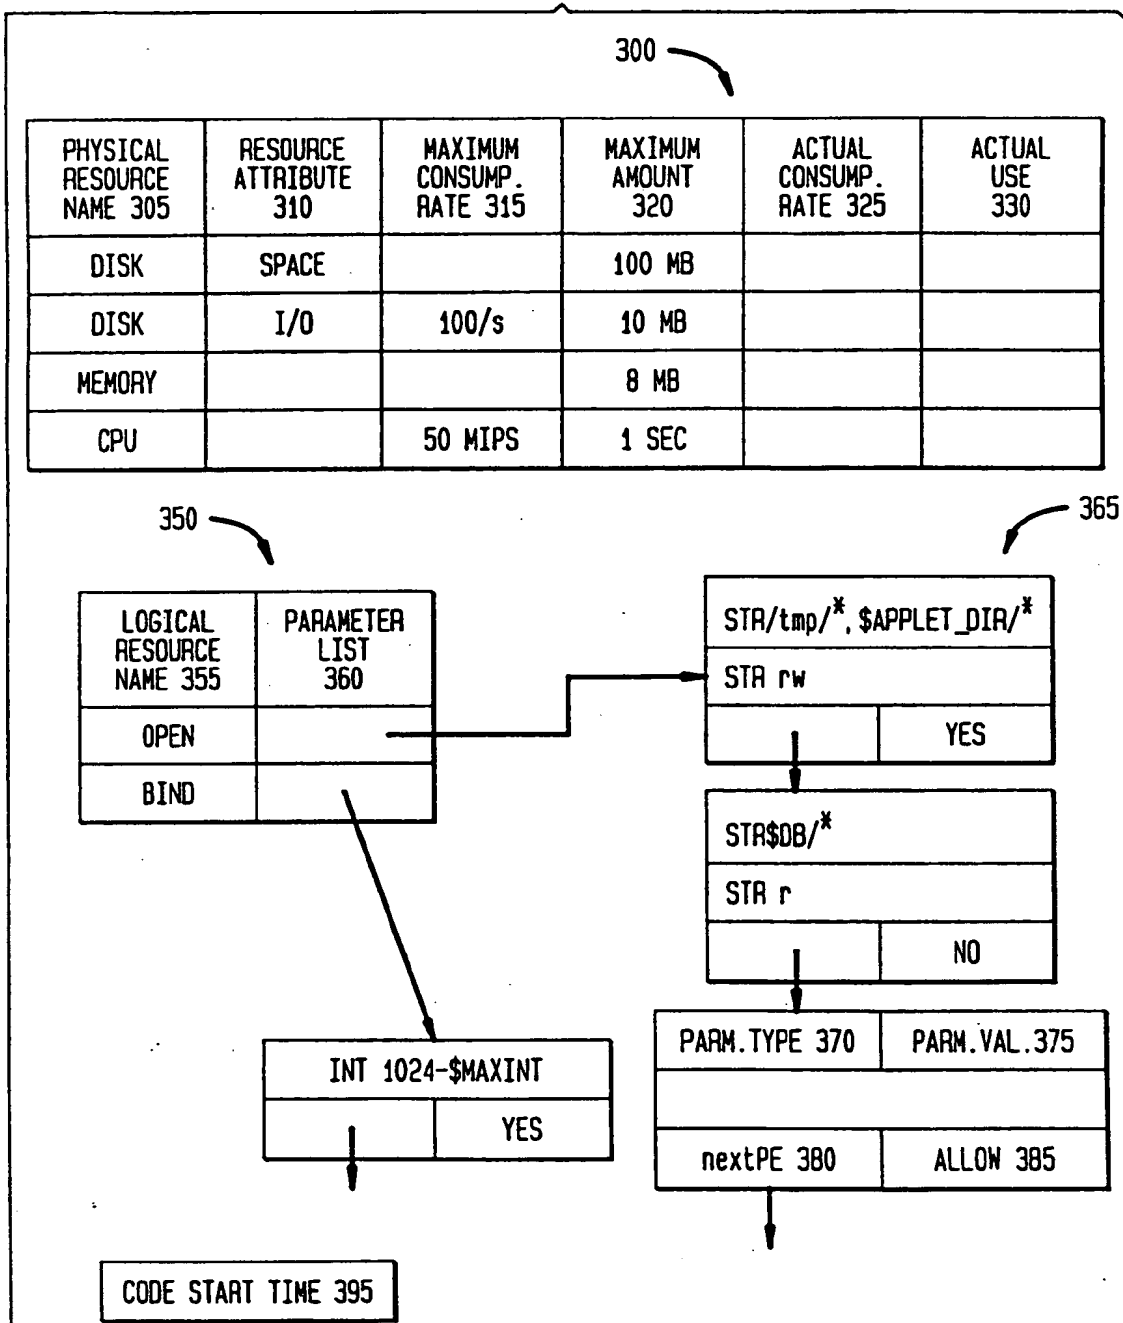 300
PHYSICAL RESOURCE NAME 305 RESOURCE ATTRIBUTE 310 MAXIMUM CONSUMP. RATE 315 MAXIMUM AMOUNT 320 ACTUAL CONSUMP. RATE 325 ACTUAL USE 330
DISK SPACE 100 MB
DISK I/O 100/s 10 MB
MEMORY 8 MB
CPU 50 MIPS 1 SEC
350
365
LOGICAL RESOURCE NAME 355 PARAMETER LIST 360
OPEN
BIND
STR/tmp/*, $APPLET_DIR/*
STR rw
YES
STR$DB/*
STR r
NO
PARM.TYPE 370 PARM.VAL.375
nextPE 380 ALLOW 385
INT 1024-$MAXINT
YES
CODE START TIME 395